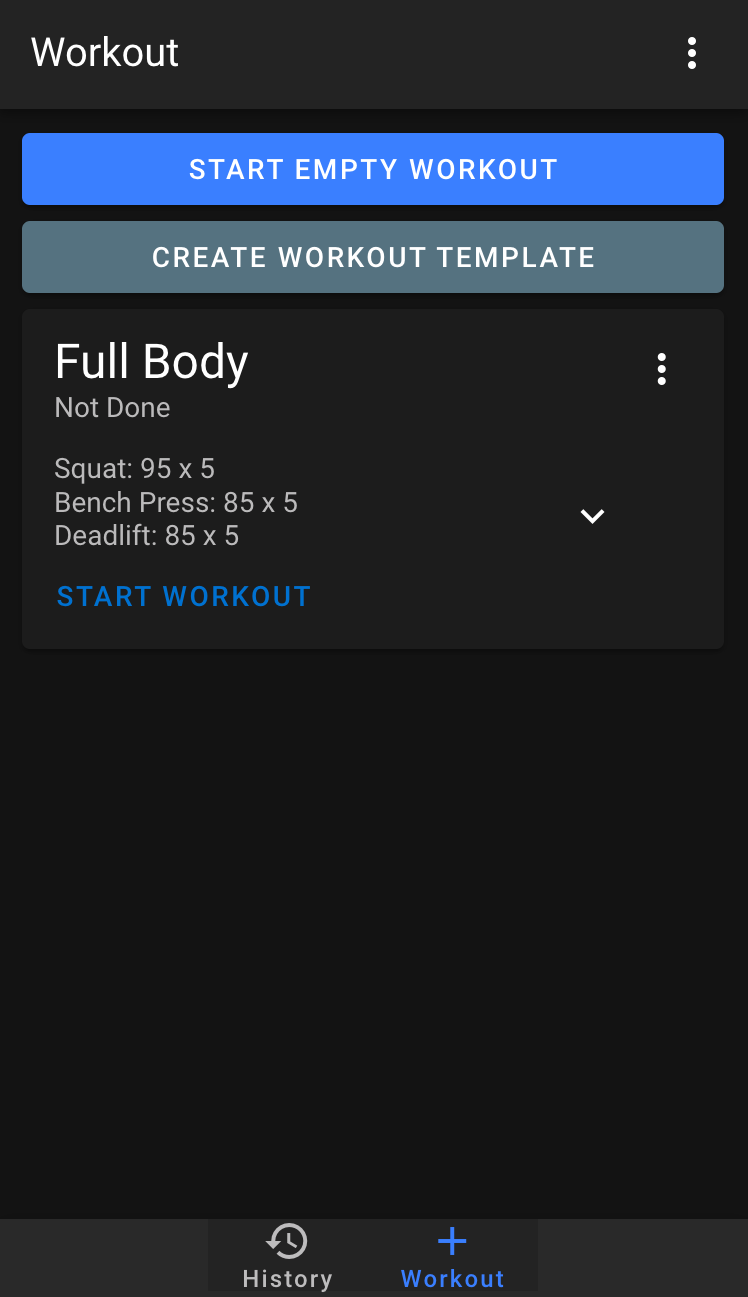 Workout
START EMPTY WORKOUT
CREATE WORKOUT TEMPLATE
Full Body
Not Done
Squat: 95 x 5
Bench Press: 85 x 5
Deadlift: 85 x 5
START WORKOUT
History
Workout